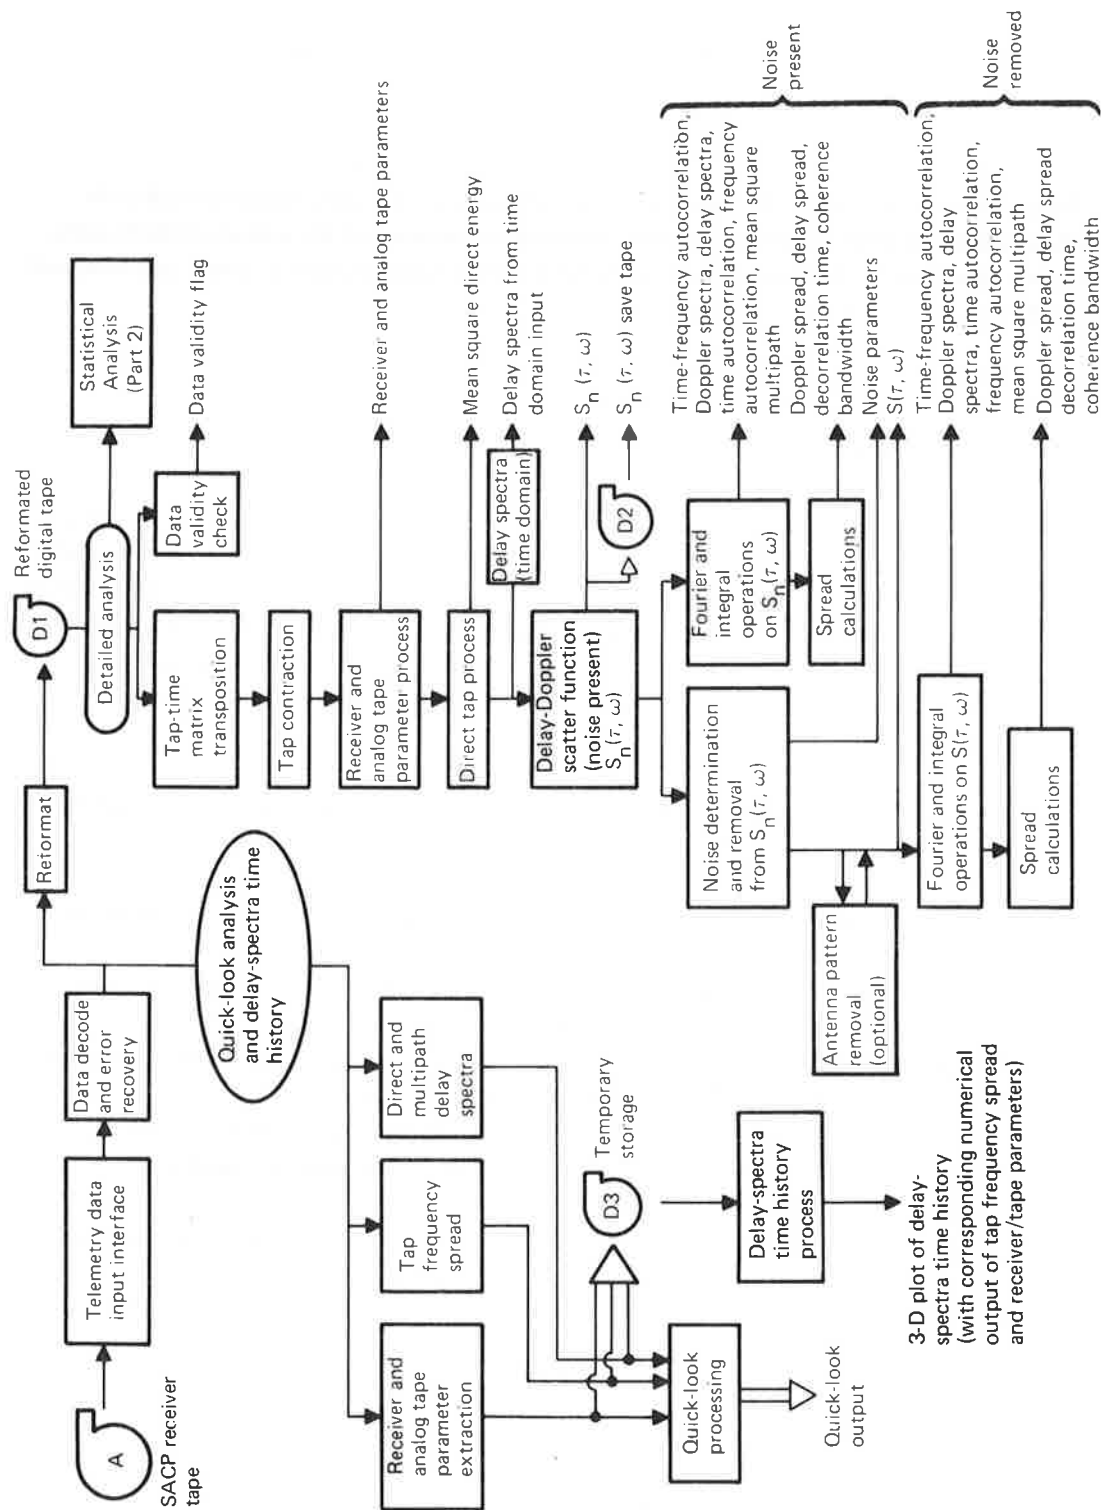 A
SACP receiver
tape
Telemetry data
input interface
Data decode
and error
recovery
Reformat
D1
Reformated
digital tape
Quick-look analysis
and delay-spectra time
history
Receiver and
analog tape
parameter
extraction
Tap
frequency
spread
Direct and
multipath
delay
spectra
D3
Temporary
storage
Quick-look
processing
Quick-look
output
Delay-spectra
time history
process
3-D plot of delay-
spectra time history
(with corresponding numerical
output of tap frequency spread
and receiver/tape parameters)
Detailed analysis
Statistical
Analysis
(Part 2)
Data
validity
check
Data validity flag
Tap-time
matrix
transposition
Tap contraction
Receiver and
analog tape
parameter process
Receiver and analog tape parameters
Direct tap process
Mean square direct energy
Delay spectra
(time domain)
Delay spectra from time
domain input
Delay-Doppler
scatter function
(noise present)
Sn(τ, ω)
Sn(τ, ω)
D2
Sn(τ, ω) save tape
Noise determination
and removal
from Sn(τ, ω)
Fourier and
integral
operations
on Sn(τ, ω)
Spread
calculations
Time-frequency autocorrelation,
Doppler spectra, delay spectra,
time autocorrelation, frequency
autocorrelation, mean square
multipath
Doppler spread, delay spread,
decorrelation time, coherence
bandwidth
Noise parameters
S(τ, ω)
Noise
present
Antenna pattern
removal
(optional)
Fourier and integral
operations on S(τ, ω)
Spread
calculations
Time-frequency autocorrelation,
Doppler spectra, delay
spectra, time autocorrelation,
frequency autocorrelation,
mean square multipath
Doppler spread, delay spread
decorrelation time,
coherence bandwidth
Noise
removed